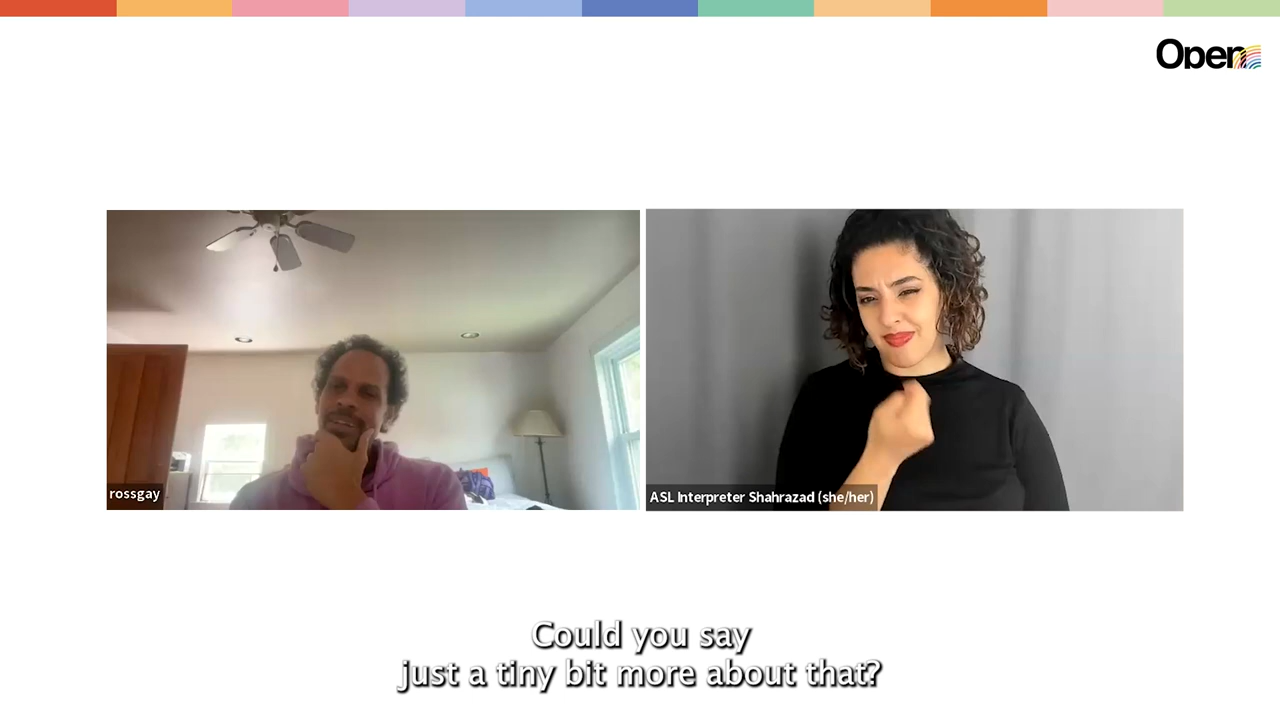 Open
rossgay
ASL Interpreter Shahrazad (she/her)
Could you say
just a tiny bit more about that?